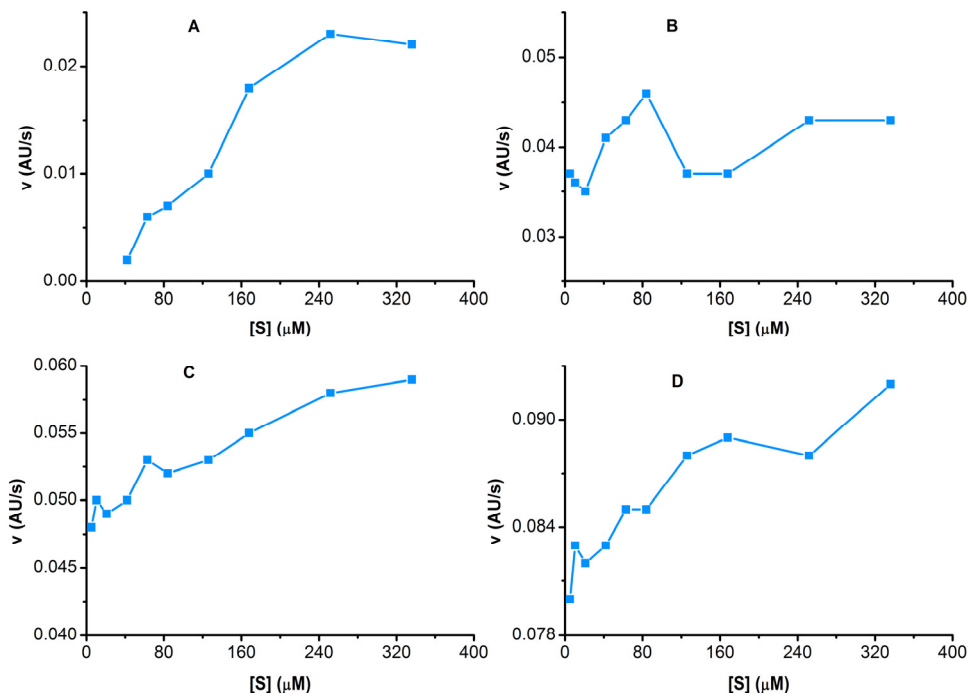 A
v (AU/s)
0.02
0.01
0.00
0 80 160 240 320 400
[S] (μM)
B
v (AU/s)
0.05
0.04
0.03
0 80 160 240 320 400
[S] (μM)
C
v (AU/s)
0.060
0.055
0.050
0.045
0.040
0 80 160 240 320 400
[S] (μM)
D
v (AU/s)
0.090
0.084
0.078
0 80 160 240 320 400
[S] (μM)